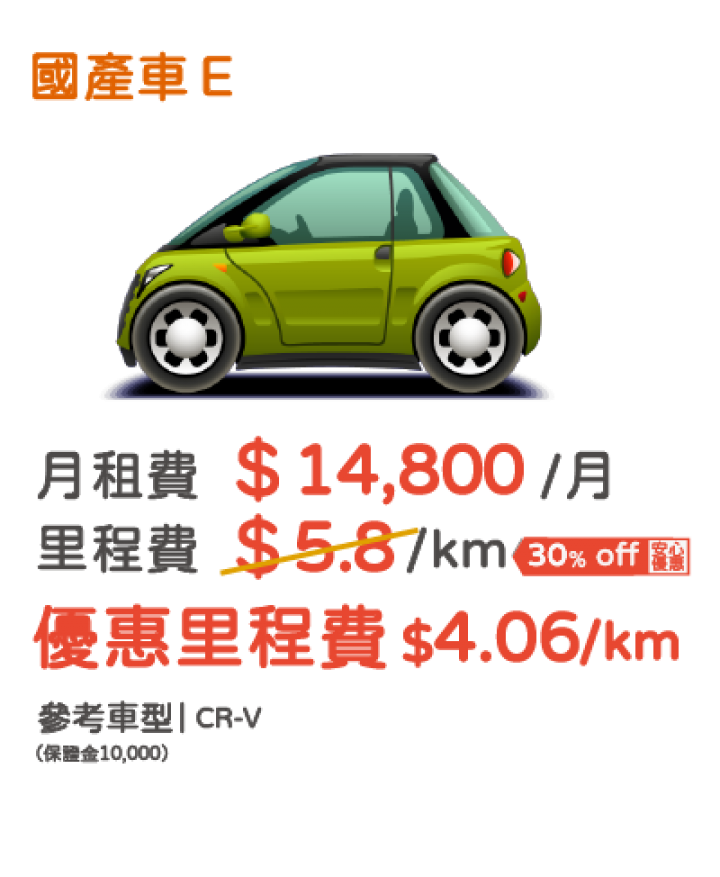 國產車 E
月租費 $ 14,800 /月
里程費 $ 5.8 /km 30% off 安心優惠
優惠里程費 $4.06/km
參考車型| CR-V
(保證金10,000)